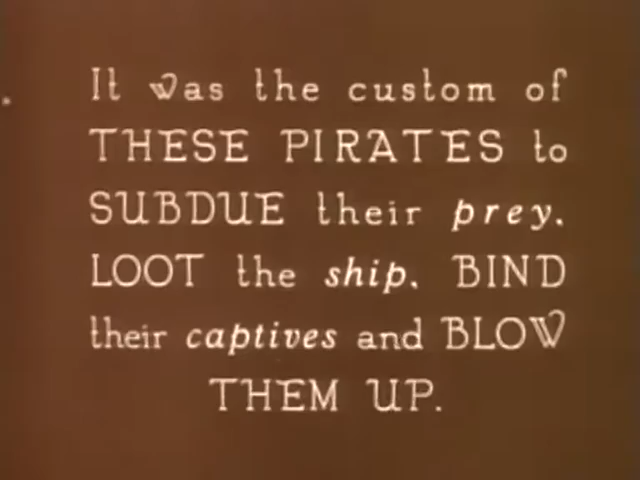 It was the custom of
THESE PIRATES to
SUBDUE their prey,
LOOT the ship, BIND
their captives and BLOW
THEM UP.